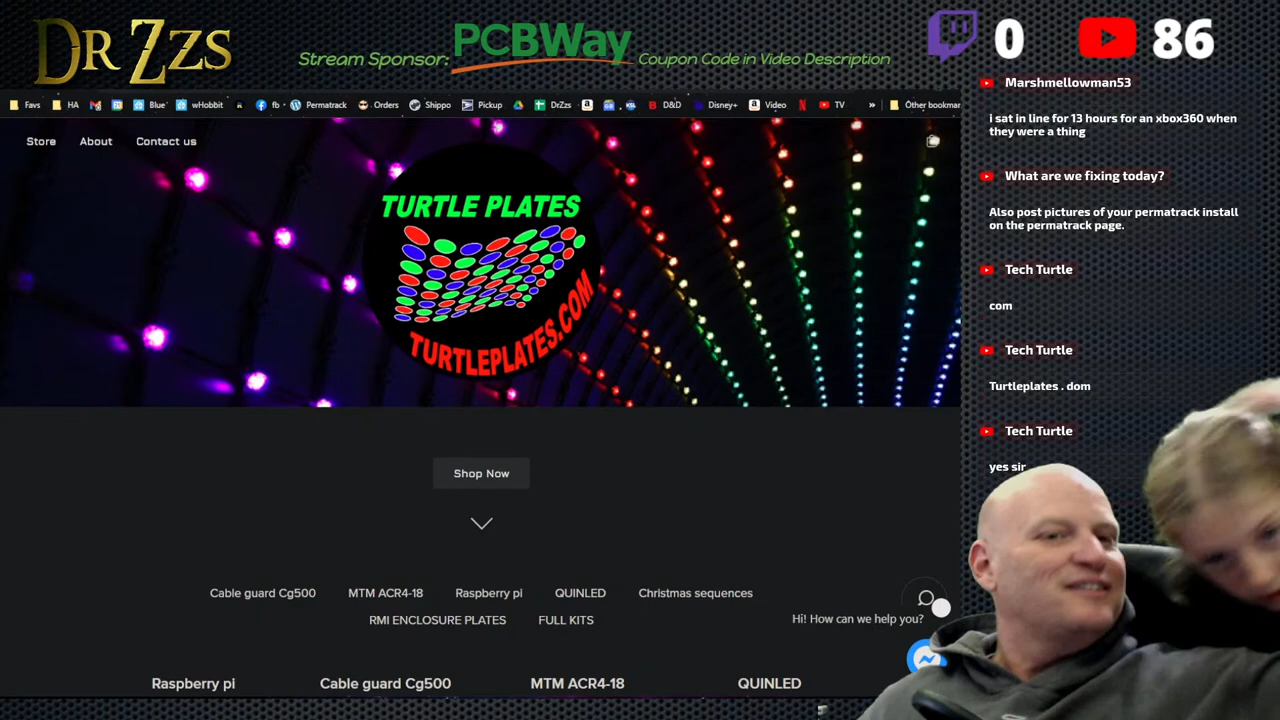 DR ZZS
Stream Sponsor: PCBWay Coupon Code in Video Description
0 86
Favs HA Blue' wHobbit fb Permatrack Orders Shippo Pickup DrZzs D&D Disney+ Video TV » Other bookmar
Store About Contact us
TURTLE PLATES
TURTLEPLATES.COM
Shop Now
Cable guard Cg500 MTM ACR4-18 Raspberry pi QUINLED Christmas sequences
RMI ENCLOSURE PLATES FULL KITS
Hi! How can we help you?
Raspberry pi Cable guard Cg500 MTM ACR4-18 QUINLED
Marshmellowman53
i sat in line for 13 hours for an xbox360 when
they were a thing
What are we fixing today?
Also post pictures of your permatrack install
on the permatrack page.
Tech Turtle
com
Tech Turtle
Turtleplates . dom
Tech Turtle
yes sir